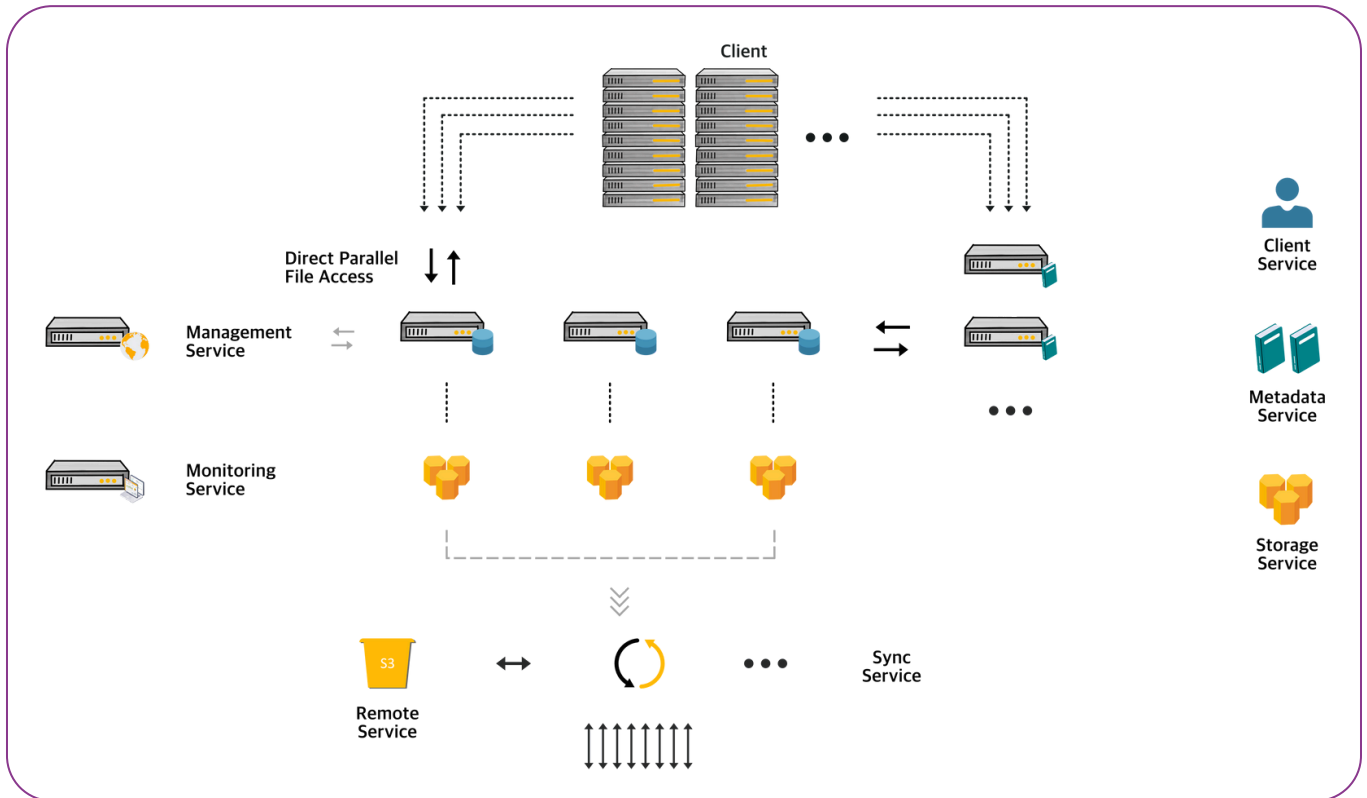 Client
Direct Parallel
File Access
Client
Service
Management
Service
Metadata
Service
Monitoring
Service
Storage
Service
S3
Sync
Service
Remote
Service